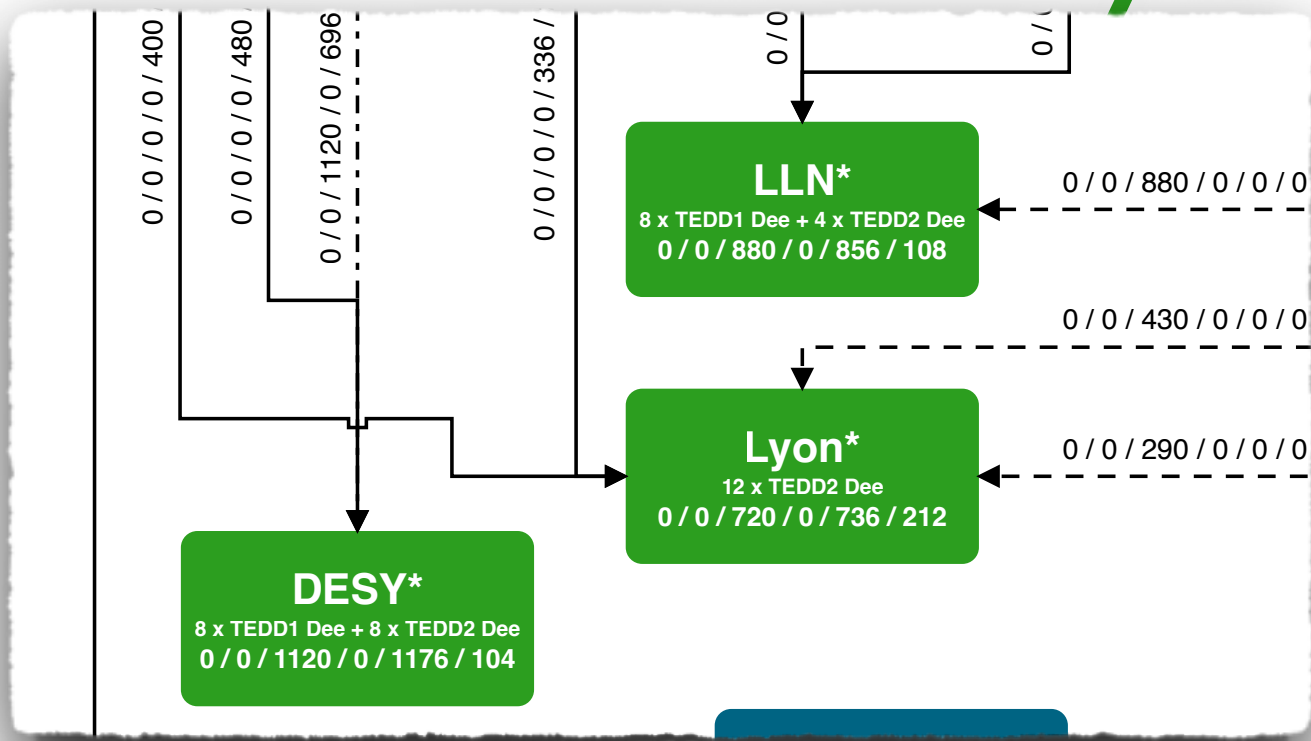 0 / 0 / 0 / 0 / 400
0 / 0 / 0 / 0 / 480
0 / 0 / 1120 / 0 / 696
0 / 0 / 0 / 0 / 336 /
0 / 0
0 /
LLN*
8 x TEDD1 Dee + 4 x TEDD2 Dee
0 / 0 / 880 / 0 / 856 / 108
0 / 0 / 880 / 0 / 0 / 0
0 / 0 / 430 / 0 / 0 / 0
Lyon*
12 x TEDD2 Dee
0 / 0 / 720 / 0 / 736 / 212
0 / 0 / 290 / 0 / 0 / 0
DESY*
8 x TEDD1 Dee + 8 x TEDD2 Dee
0 / 0 / 1120 / 0 / 1176 / 104